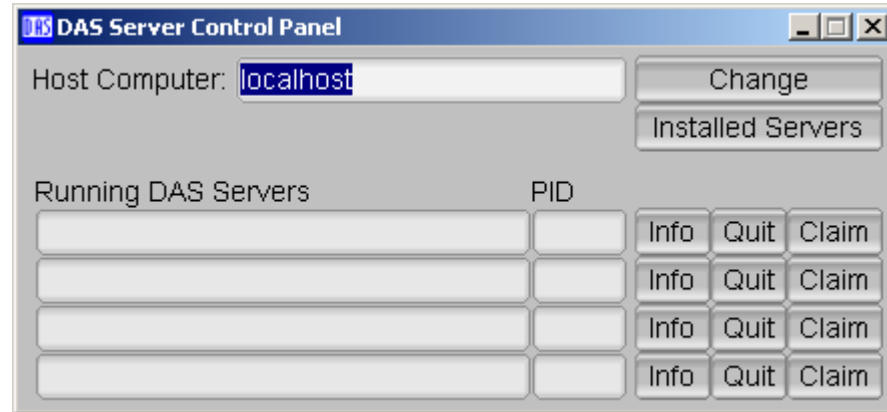 DAS DAS Server Control Panel
Host Computer: localhost Change
Installed Servers
Running DAS Servers PID
Info Quit Claim
Info Quit Claim
Info Quit Claim
Info Quit Claim